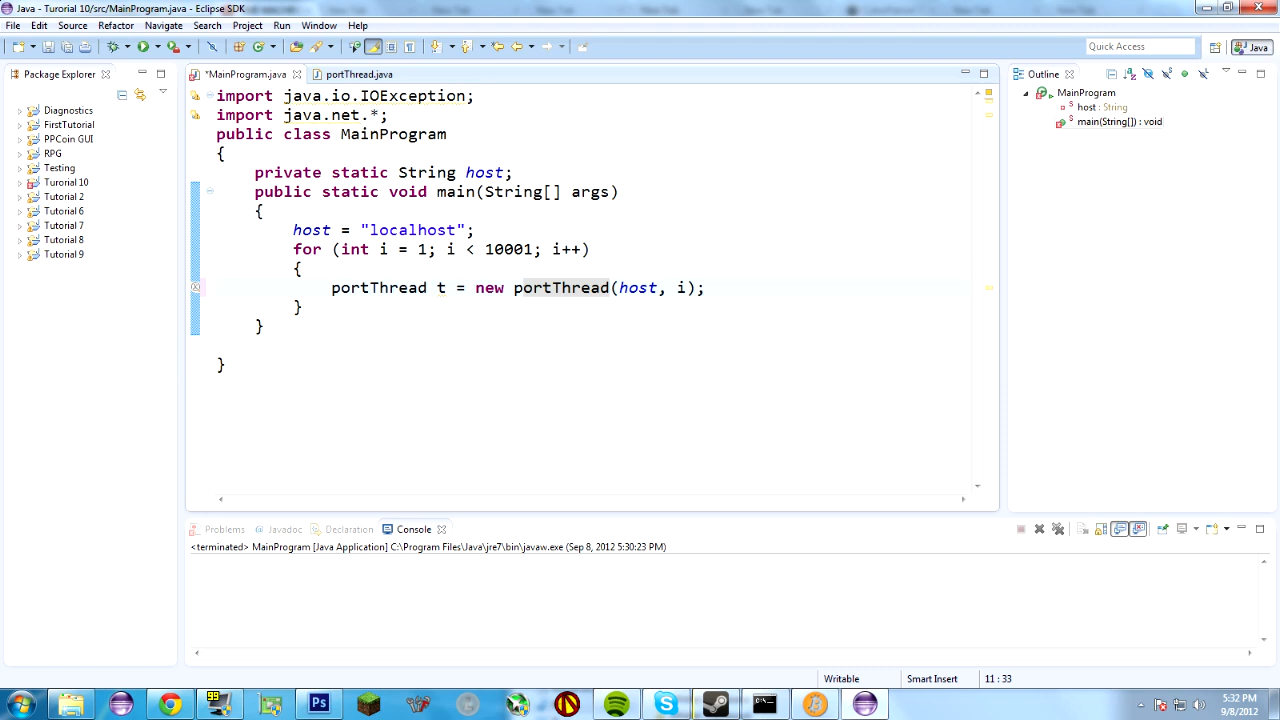 Java - Turorial 10/src/MainProgram.java - Eclipse SDK
File Edit Source Refactor Navigate Search Project Run Window Help
Quick Access
Java
Package Explorer
*MainProgram.java
portThread.java
Outline
Diagnostics
FirstTutorial
PPCoin GUI
RPG
Testing
Turorial 10
Tutorial 2
Tutorial 6
Tutorial 7
Tutorial 8
Tutorial 9
import java.io.IOException;
import java.net.*;
public class MainProgram
{
private static String host;
public static void main(String[] args)
{
host = "localhost";
for (int i = 1; i < 10001; i++)
{
portThread t = new portThread(host, i);
}
}
}
MainProgram
host : String
main(String[]) : void
Problems Javadoc Declaration Console
<terminated> MainProgram [Java Application] C:\Program Files\Java\jre7\bin\javaw.exe (Sep 8, 2012 5:30:23 PM)
Writable Smart Insert 11 : 33
99
Ps
5:32 PM
9/8/2012